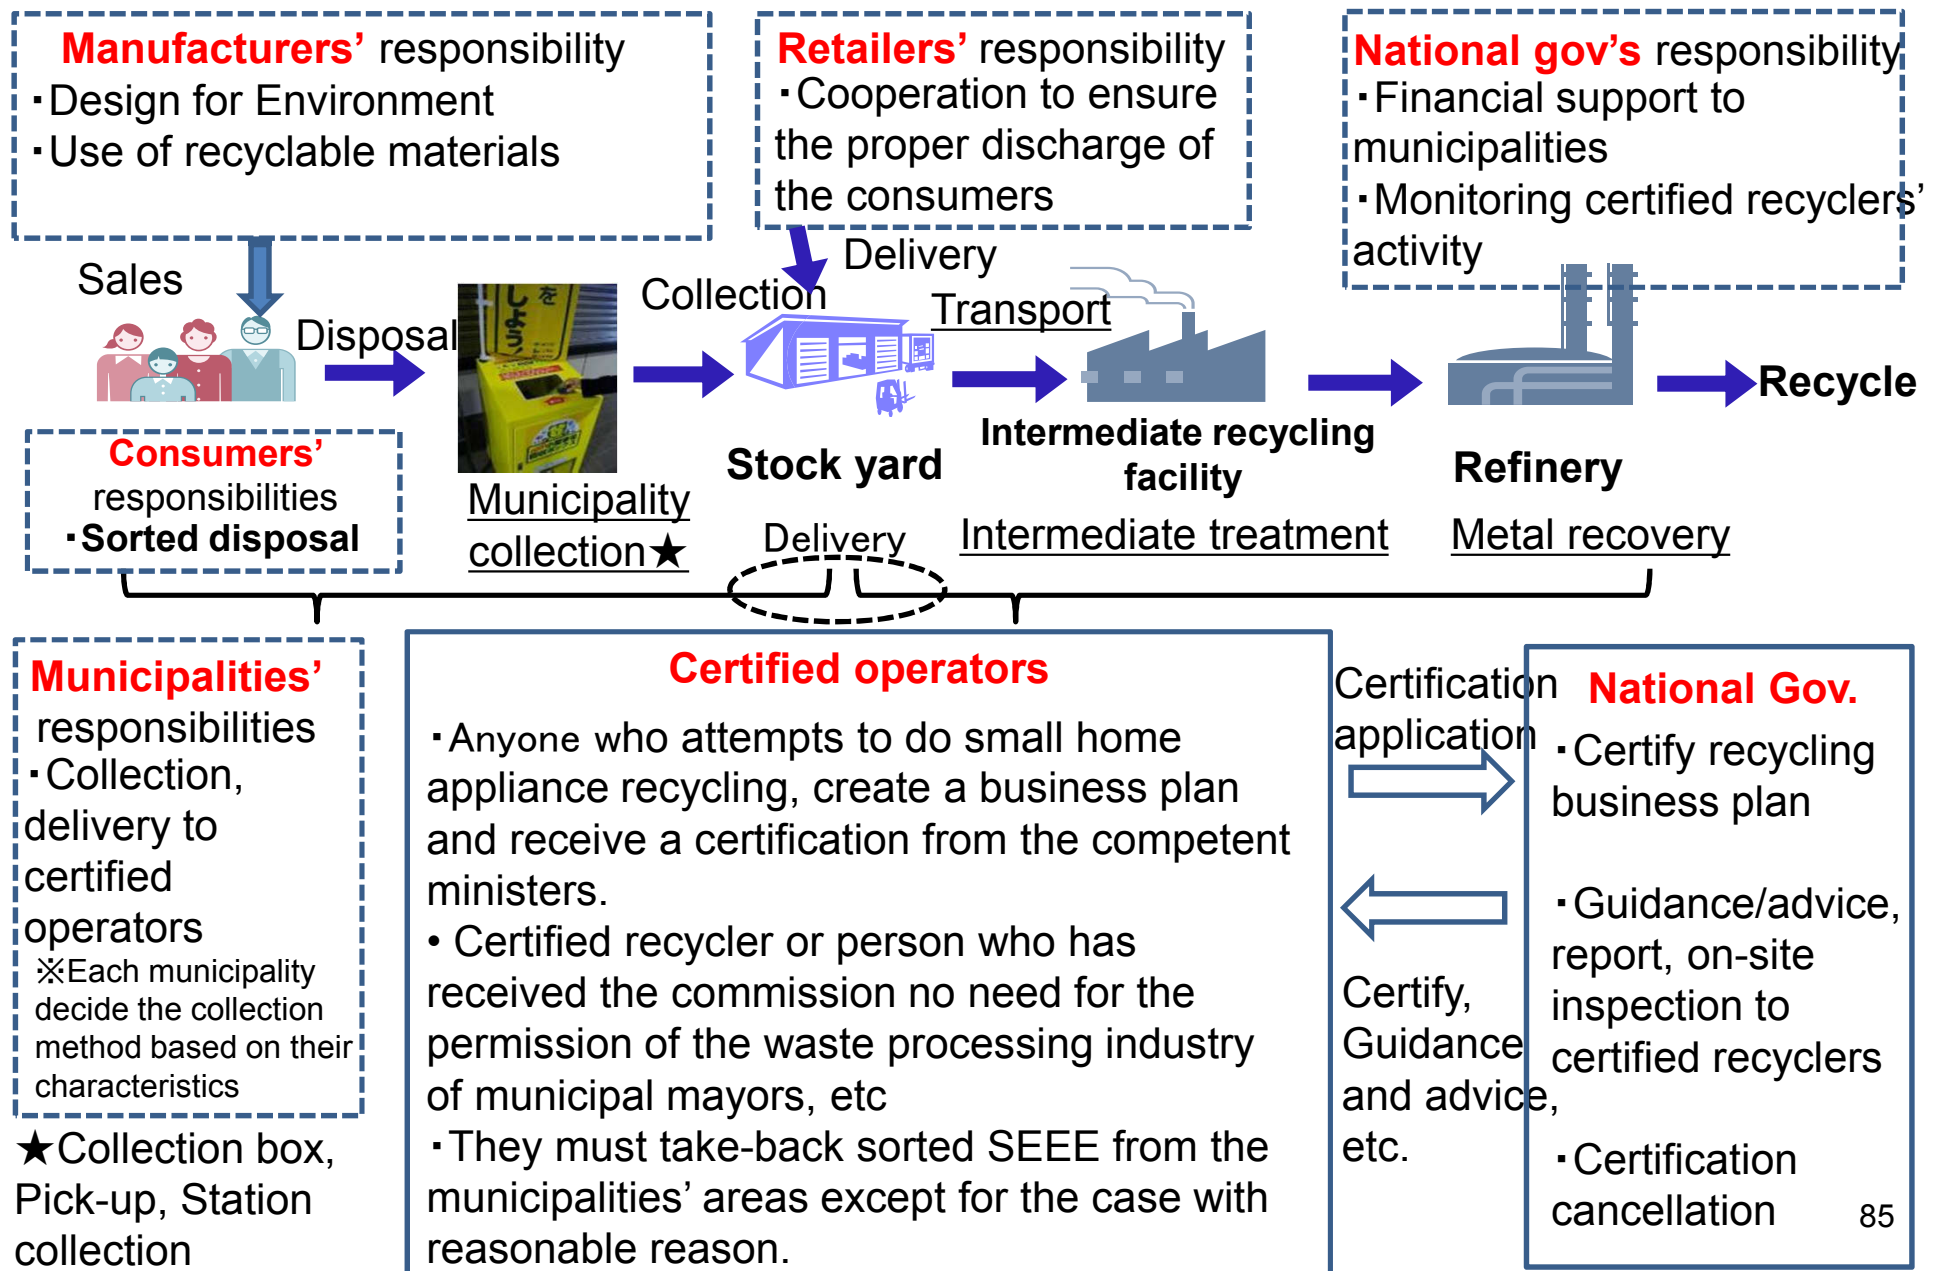 Manufacturers’ responsibility
▪Design for Environment
▪Use of recyclable materials
Retailers’ responsibility
▪Cooperation to ensure
the proper discharge of
the consumers
National gov’s responsibility
▪Financial support to
municipalities
▪Monitoring certified recyclers’
activity
Sales
Disposal
Collection
Delivery
Transport
Recycle
Consumers’
responsibilities
▪Sorted disposal
Municipality
collection★
Stock yard
Delivery
Intermediate recycling
facility
Intermediate treatment
Refinery
Metal recovery
Municipalities’
responsibilities
▪Collection,
delivery to
certified
operators
※Each municipality
decide the collection
method based on their
characteristics
★Collection box,
Pick-up, Station
collection
Certified operators
▪Anyone who attempts to do small home
appliance recycling, create a business plan
and receive a certification from the competent
ministers.
• Certified recycler or person who has
received the commission no need for the
permission of the waste processing industry
of municipal mayors, etc
▪They must take-back sorted SEEE from the
municipalities’ areas except for the case with
reasonable reason.
Certification
application
Certify,
Guidance
and advice,
etc.
National Gov.
▪Certify recycling
business plan
▪Guidance/advice,
report, on-site
inspection to
certified recyclers
▪Certification
cancellation
85